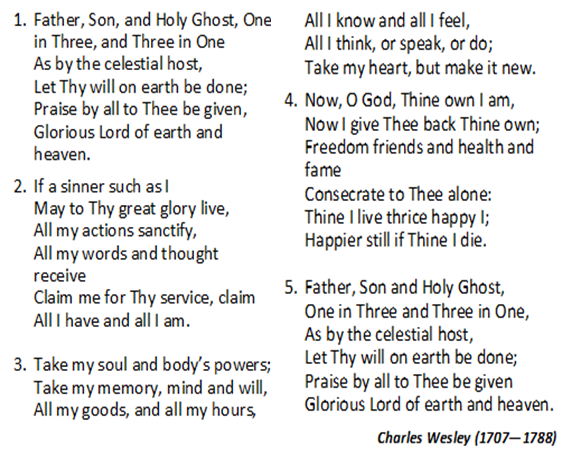 1. Father, Son, and Holy Ghost, One
in Three, and Three in One
As by the celestial host,
Let Thy will on earth be done;
Praise by all to Thee be given,
Glorious Lord of earth and
heaven.
2. If a sinner such as I
May to Thy great glory live,
All my actions sanctify,
All my words and thought
receive
Claim me for Thy service, claim
All I have and all I am.
3. Take my soul and body's powers;
Take my memory, mind and will,
All my goods, and all my hours,
All I know and all I feel,
All I think, or speak, or do;
Take my heart, but make it new.
4. Now, O God, Thine own I am,
Now I give Thee back Thine own;
Freedom friends and health and
fame
Consecrate to Thee alone:
Thine I live thrice happy I;
Happier still if Thine I die.
5. Father, Son and Holy Ghost,
One in Three and Three in One,
As by the celestial host,
Let Thy will on earth be done;
Praise by all to Thee be given
Glorious Lord of earth and heaven.
Charles Wesley (1707—1788)